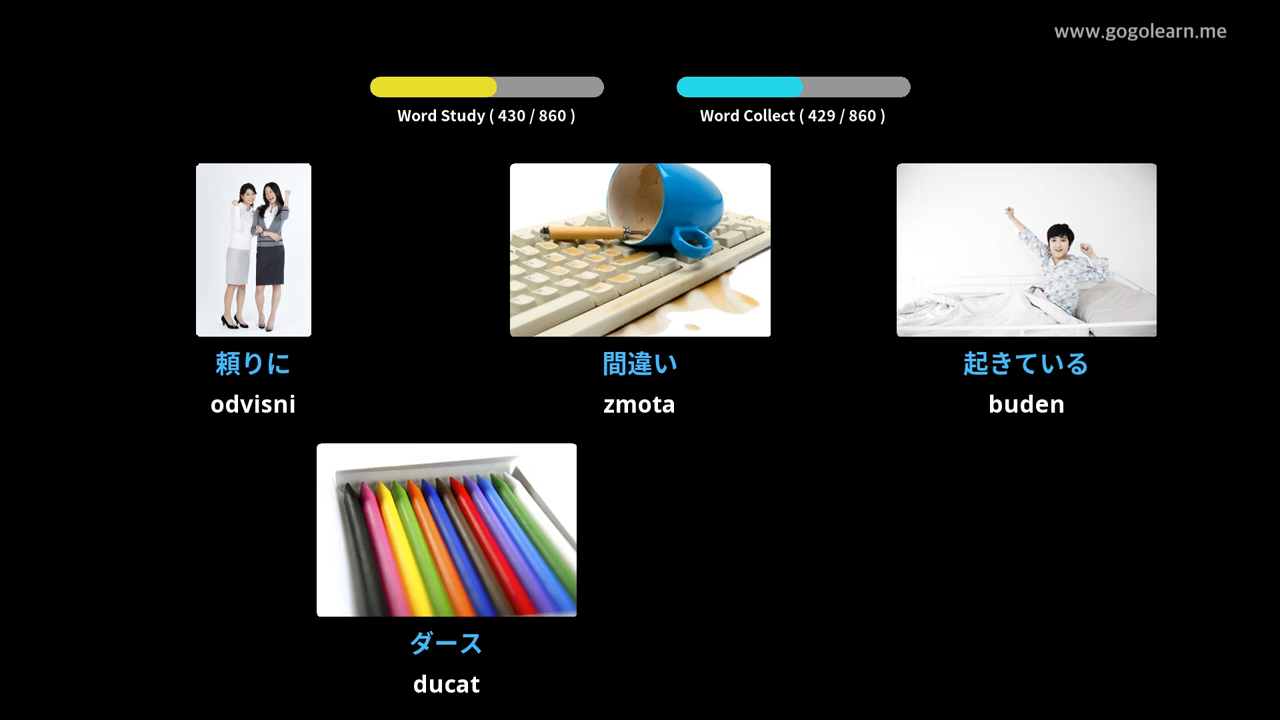 www.gogolearn.me
Word Study ( 430 / 860 )
Word Collect ( 429 / 860 )
頼りに
odvisni
間違い
zmota
起きている
buden
ダース
ducat